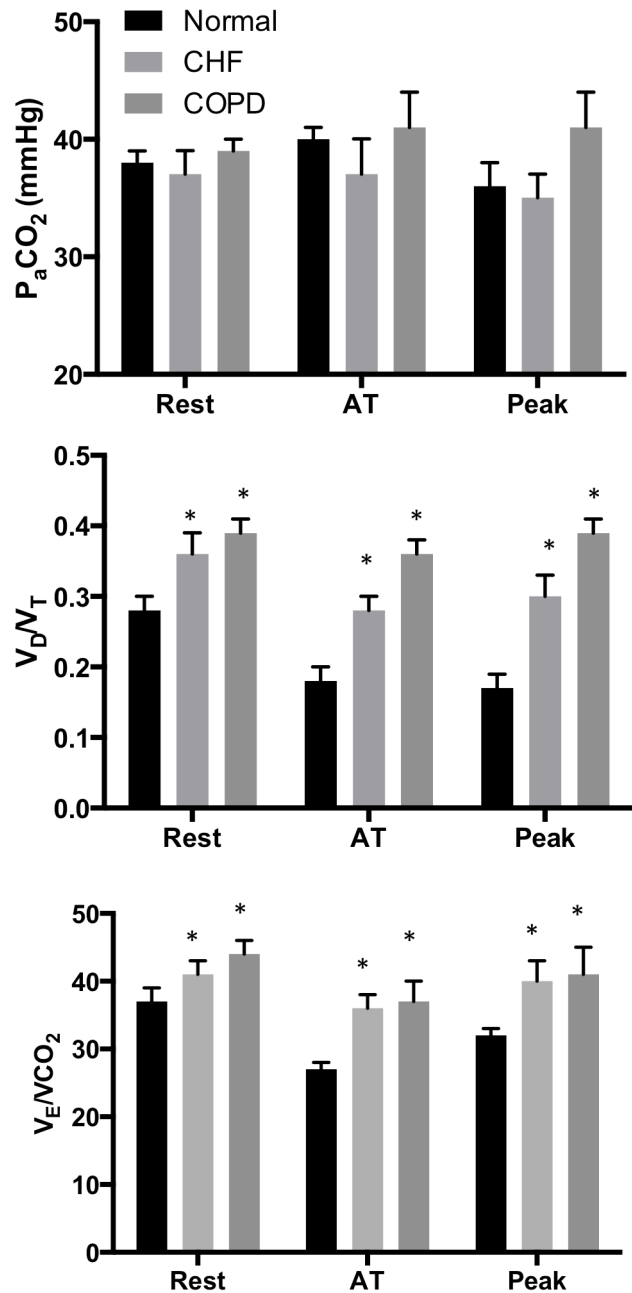 50
40
30
20
PaCO2 (mmHg)
Normal
CHF
COPD
Rest AT Peak
0.5
0.4
0.3
0.2
0.1
0.0
VD/VT
* * * * * *
Rest AT Peak
50
40
30
20
10
0
VE/VCO2
* * * * * *
Rest AT Peak